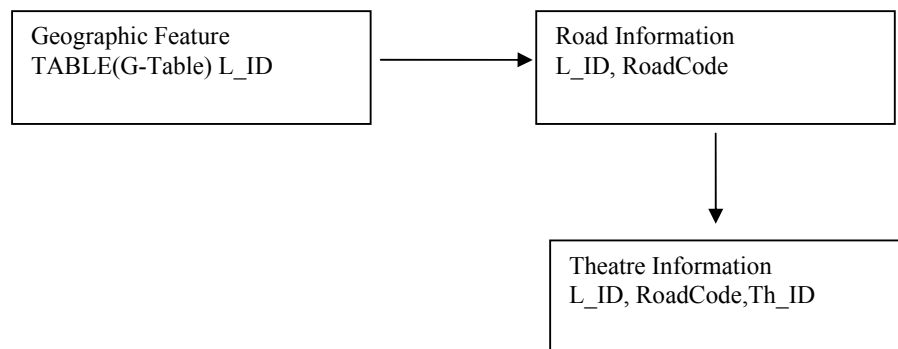 Geographic Feature
TABLE(G-Table) L_ID
Road Information
L_ID, RoadCode
Theatre Information
L_ID, RoadCode,Th_ID